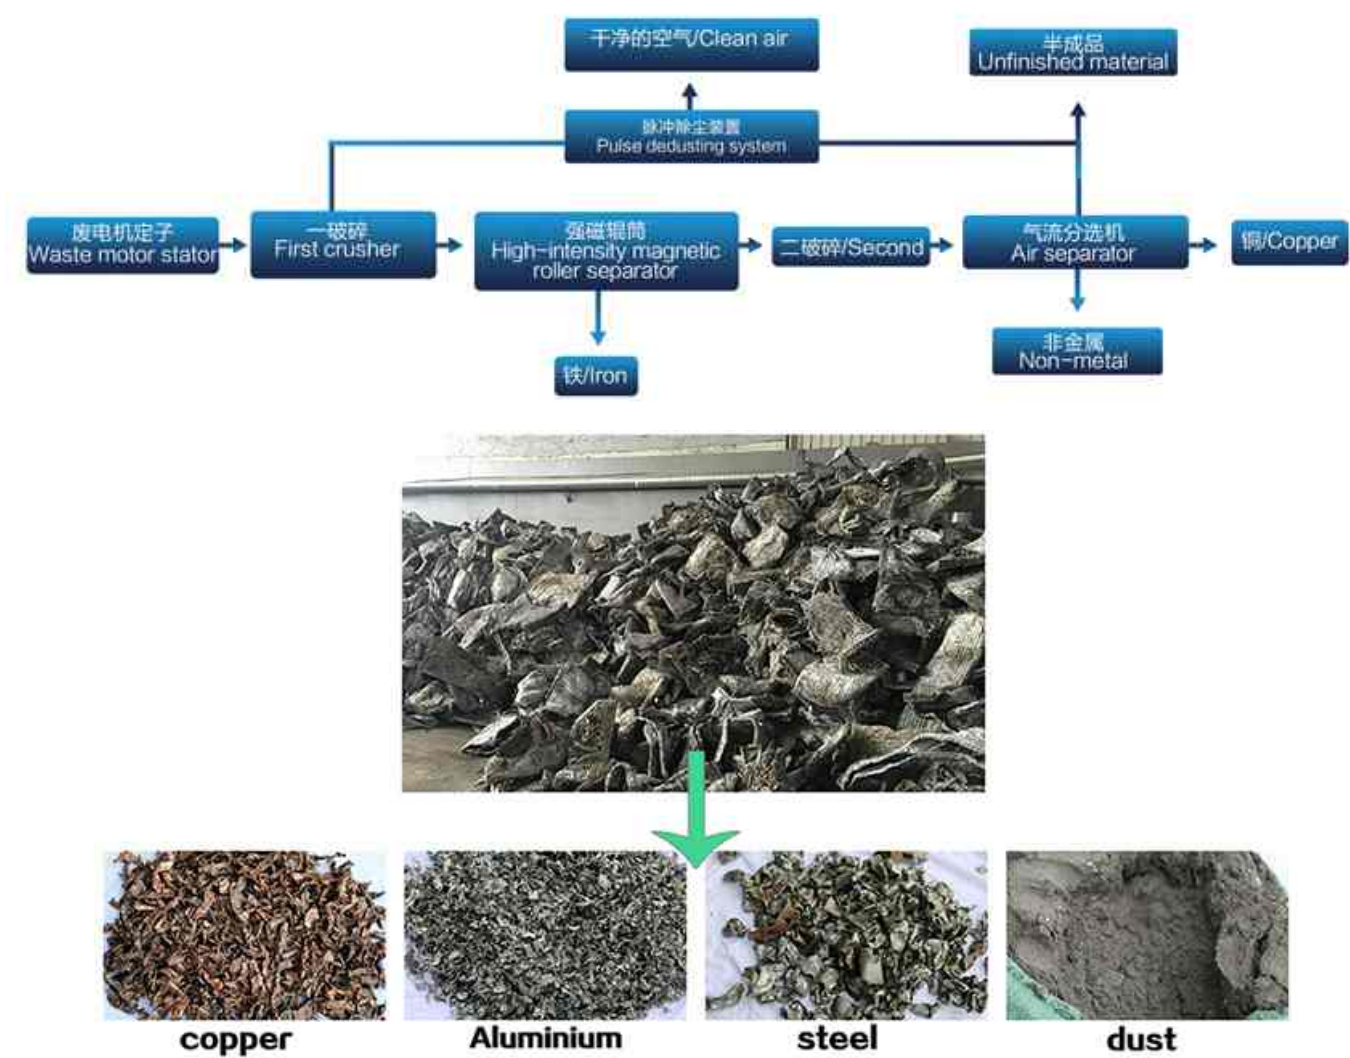 干净的空气/Clean air
半成品
Unfinished material
脉冲除尘装置
Pulse dedusting system
废电机定子
Waste motor stator
一破碎
First crusher
强磁辊筒
High-intensity magnetic
roller separator
二破碎/Second
气流分选机
Air separator
铜/Copper
铁/Iron
非金属
Non-metal
copper
Aluminium
steel
dust